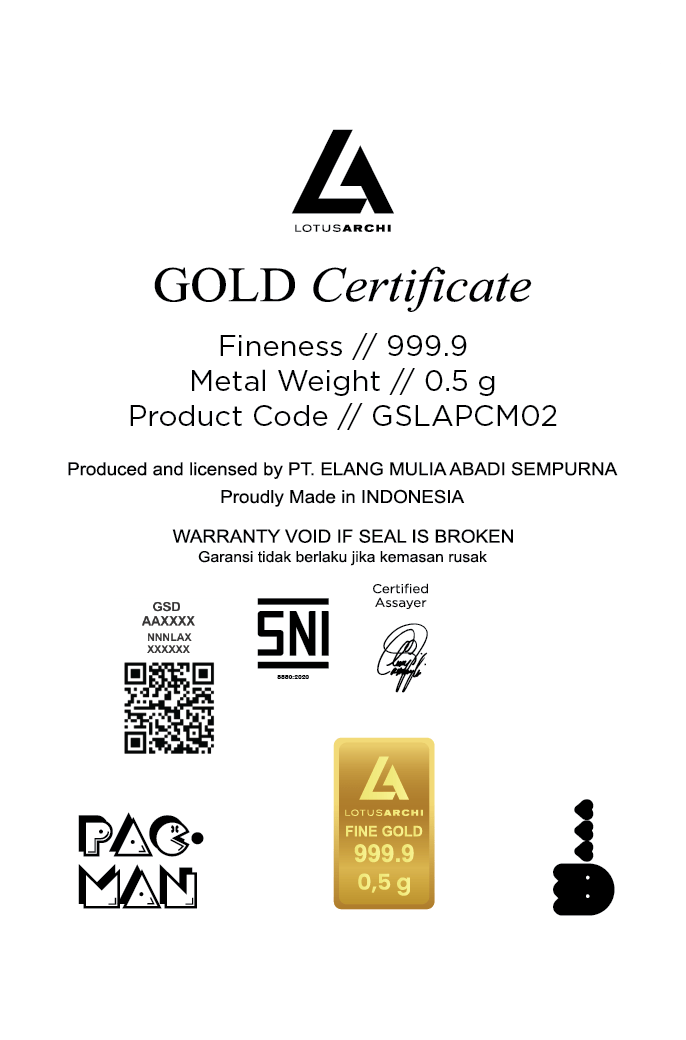 LOTUSARCHI
GOLD Certificate
Fineness // 999.9
Metal Weight // 0.5 g
Product Code // GSLAPCM02
Produced and licensed by PT. ELANG MULIA ABADI SEMPURNA
Proudly Made in INDONESIA
WARRANTY VOID IF SEAL IS BROKEN
Garansi tidak berlaku jika kemasan rusak
GSD
AAXXXX
NNNLAX
XXXXXX
SNI
8880:2020
Certified
Assayer
LOTUSARCHI
FINE GOLD
999.9
0,5 g
PAC-
MAN